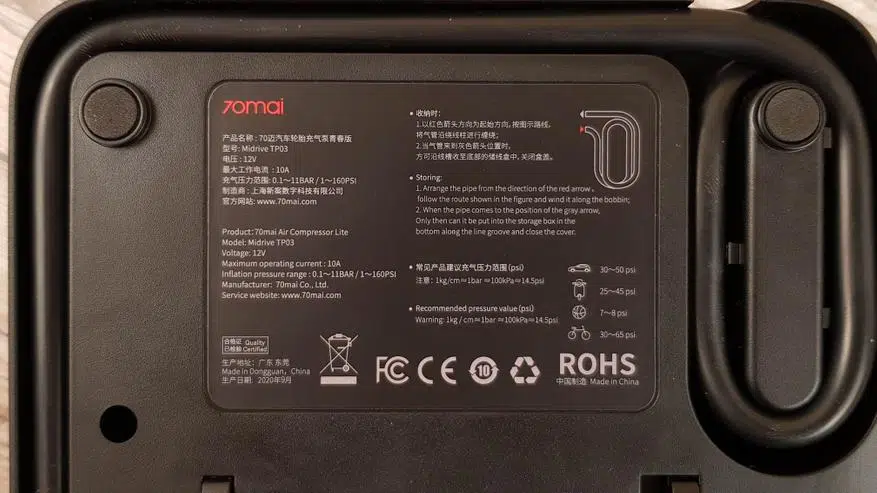 70mai
产品名称：70迈汽车轮胎充气泵青春版
型号: Midrive TP03
电压：12V
最大工作电流：10A
充气压力范围: 0.1～11BAR / 1～160PSI
制造商：上海新案数字科技有限公司
官方网站: www.70mai.com
Product:70mai Air Compressor Lite
Model: Midrive TP03
Voltage: 12V
Maximum operating current : 10A
Inflation pressure range : 0.1～11BAR / 1～160PSI
Manufacturer: 70mai Co., Ltd.
Service website: www.70mai.com
合格证 Quality
已检验 Certified
生产地址: 广东 东莞
Made in Dongguan, China
生产日期: 2020年9月
• 收纳时:
1.以红色箭头方向为起始方向, 按图示路线,
将气管沿绕线柱进行缠绕;
2.当气管来到灰色箭头位置时,
方可沿线槽收至底部的储线盒中, 关闭盒盖。
• Storing:
1. Arrange the pipe from the direction of the red arrow ,
follow the route shown in the figure and wind it along the bobbin;
2. When the pipe comes to the position of the gray arrow,
Only then can it be put into the storage box in the
bottom along the line groove and close the cover.
• 常见产品建议充气压力范围 (psi)
注意: 1kg/cm≈1bar≈100kPa≈14.5psi
• Recommended pressure value (psi)
Warning: 1kg / cm≈1bar ≈100kPa≈14.5psi
30～50 psi
25～45 psi
7～8 psi
30～65 psi
FC CE 10 ROHS
中国制造 Made in China